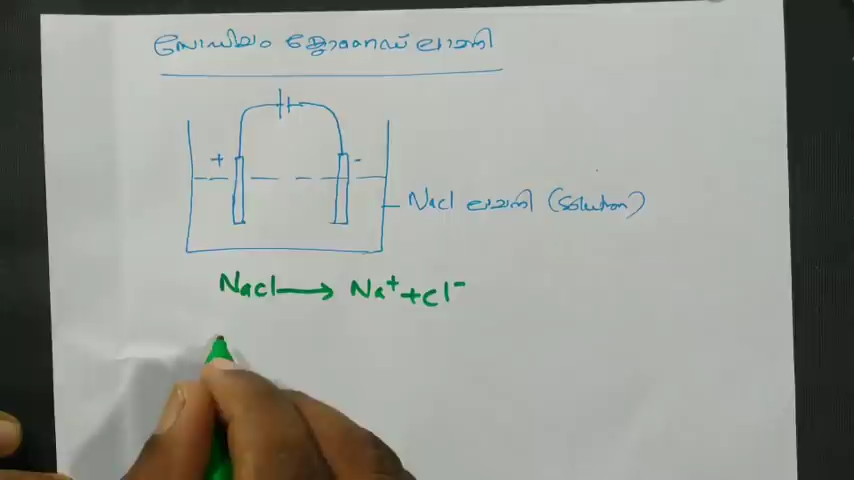 സോഡിയം ക്ലോറൈഡ് ലായനി
+ -
Nacl ലായനി (Solution)
Nacl ⟶ Na⁺ + Cl⁻